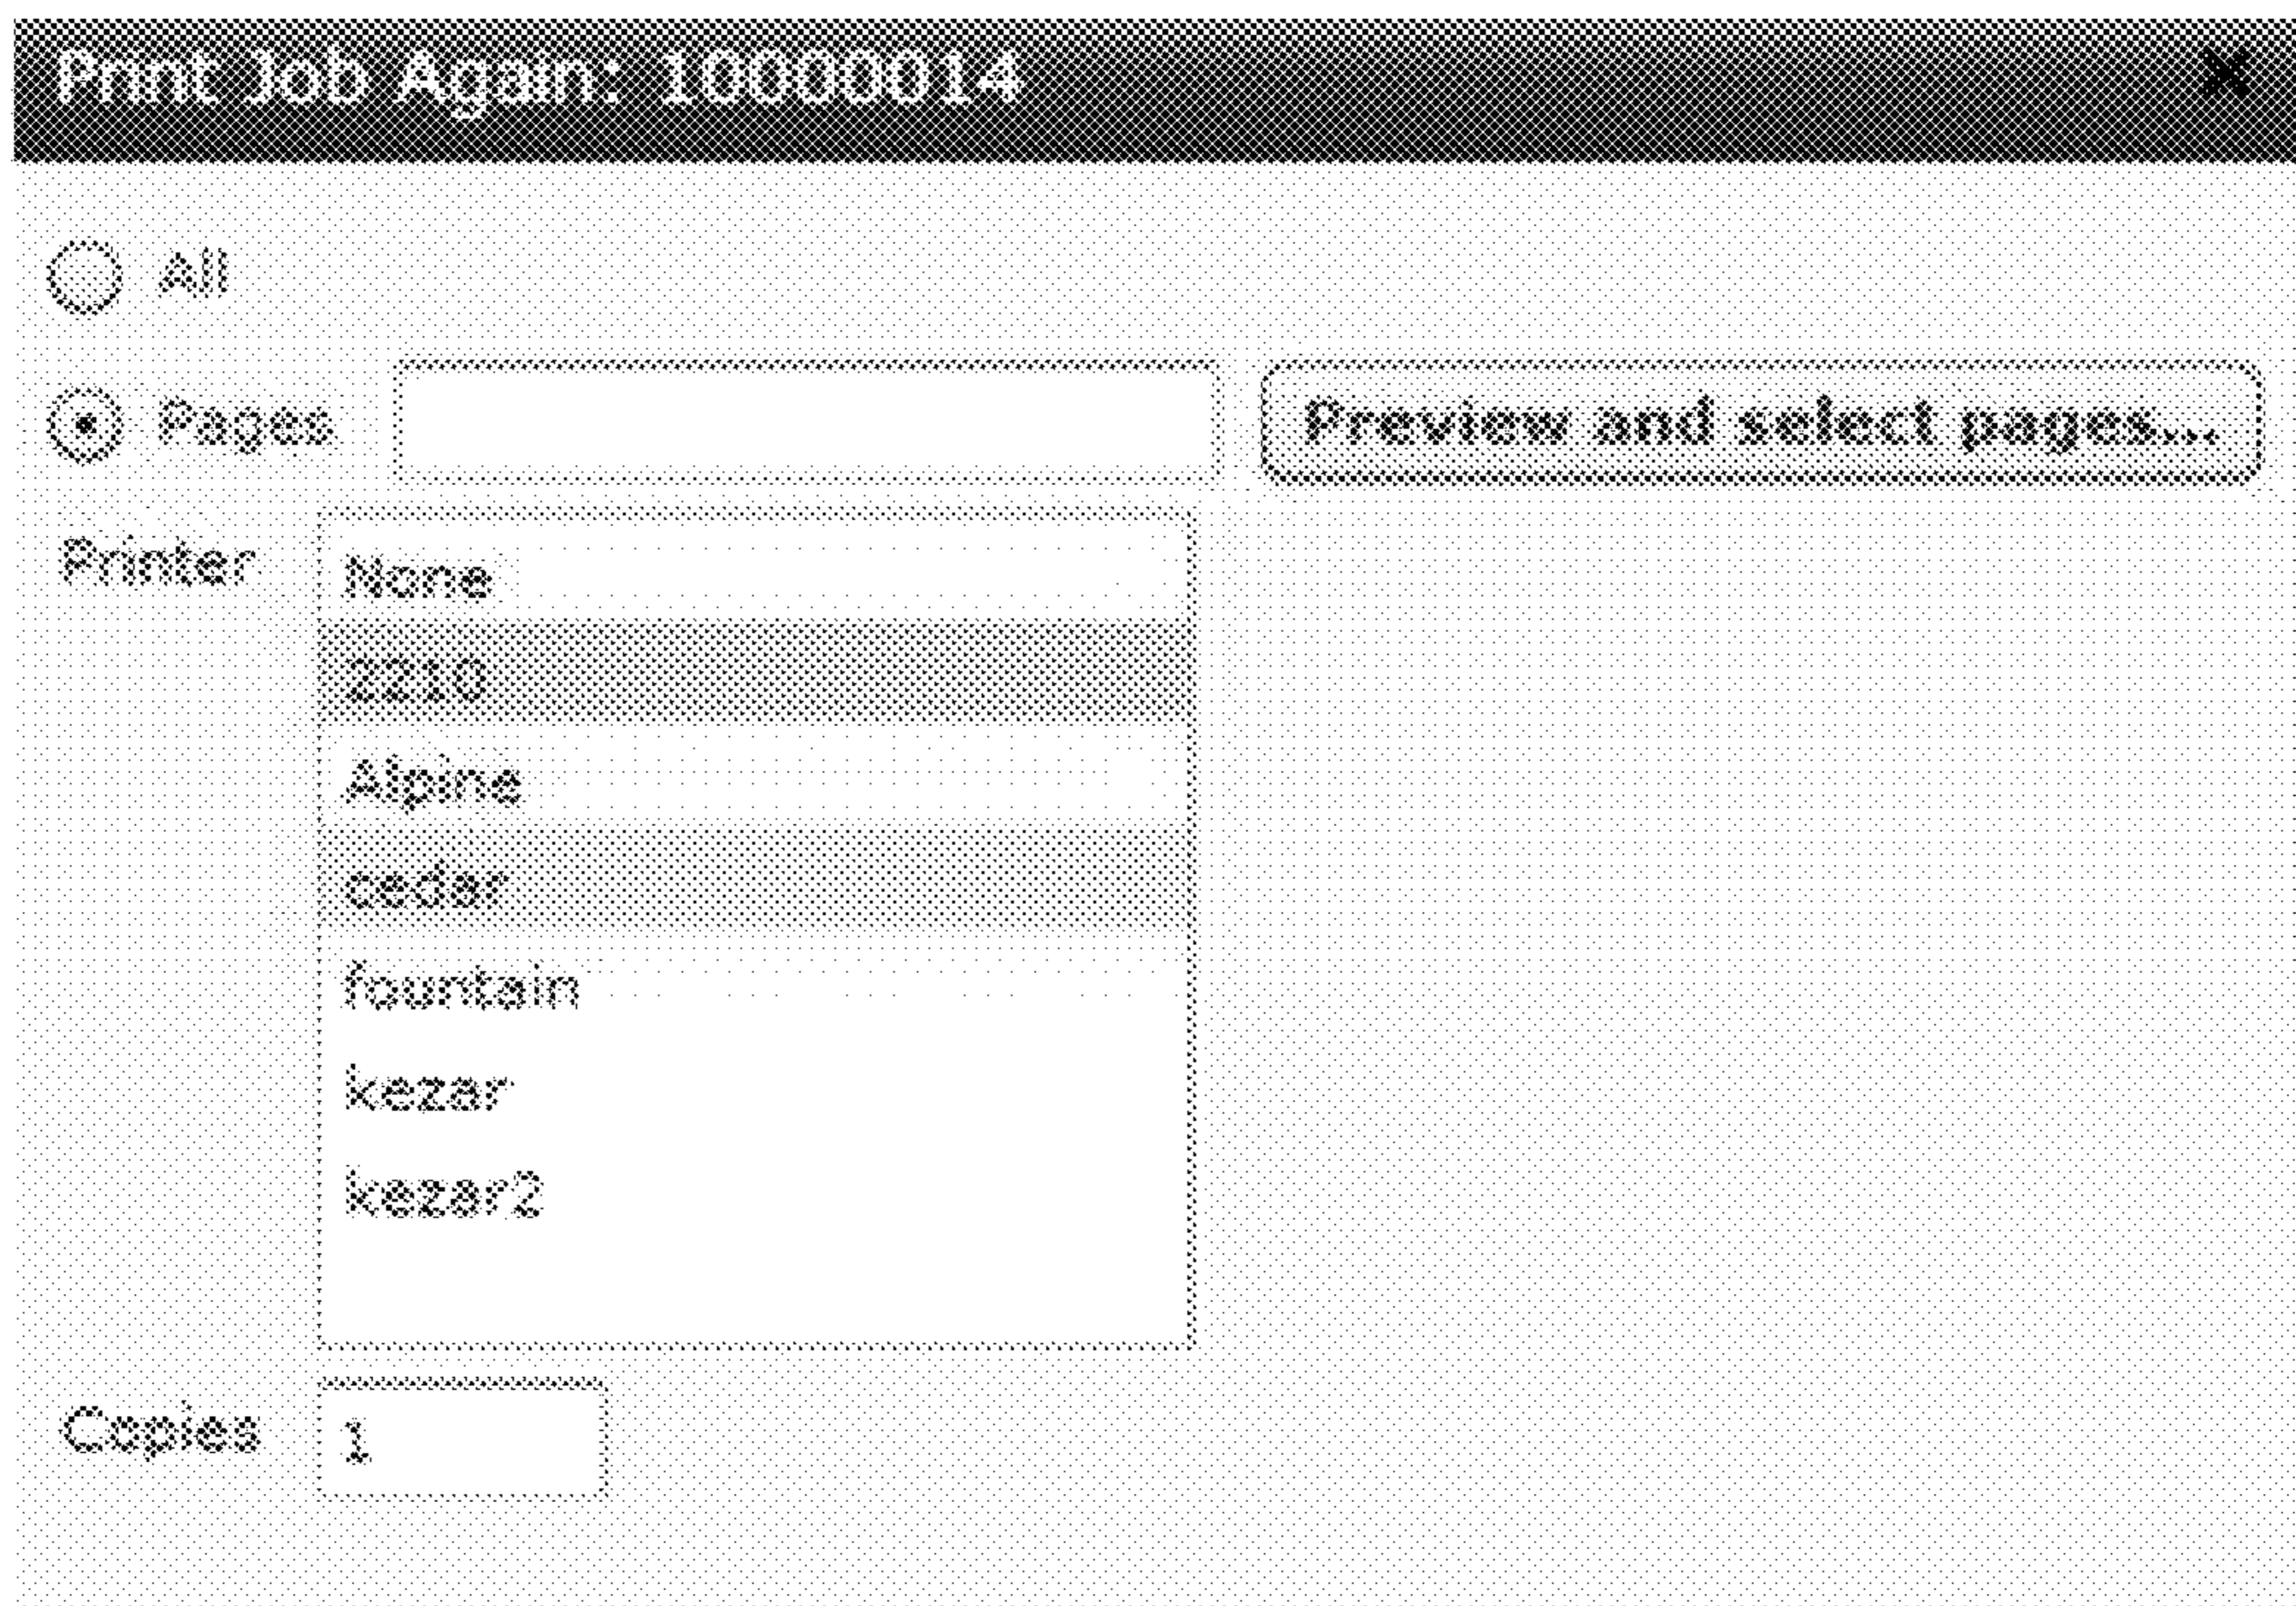 Print Job Again: 10000014
All
Pages Preview and select pages...
Printer
None
2210
Alpine
cedar
fountain
kezar
kezar2
Copies 1